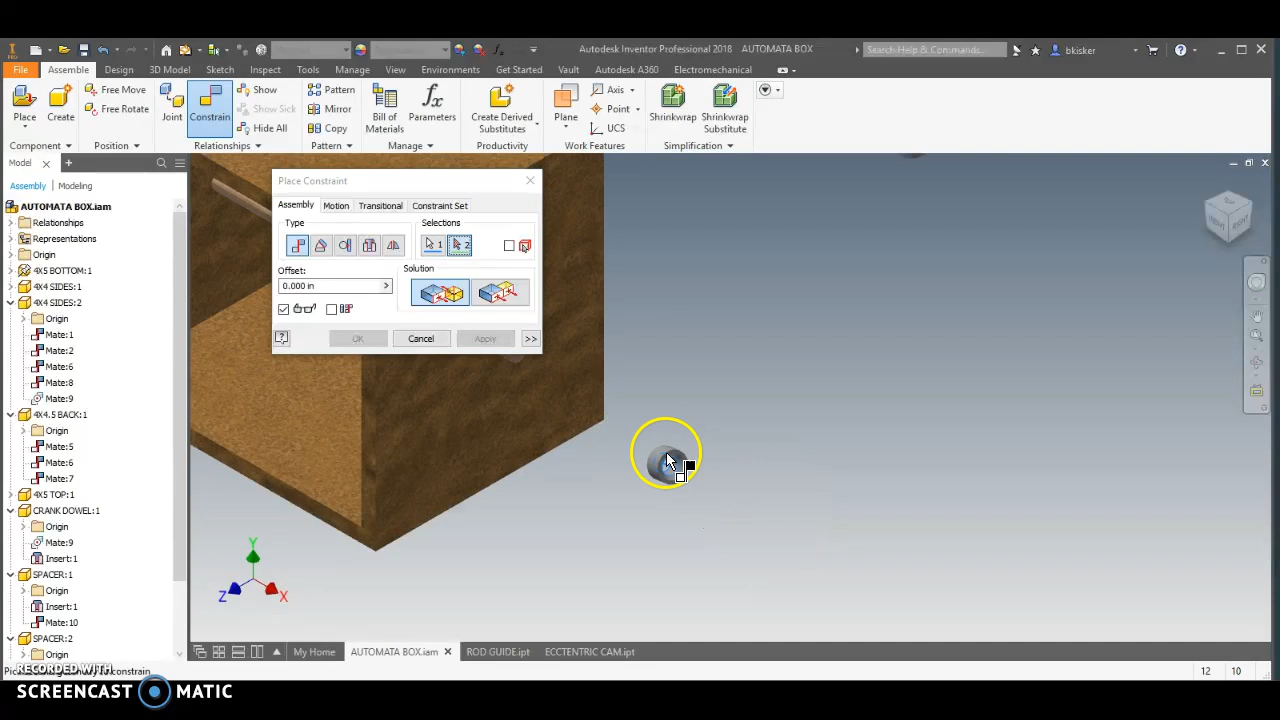 Autodesk Inventor Professional 2018   AUTOMATA BOX
Search Help & Commands...
bkisker
File Assemble Design 3D Model Sketch Inspect Tools Manage View Environments Get Started Vault Autodesk A360 Electromechanical
Place
Create
Component
Free Move
Free Rotate
Position
Joint
Constrain
Show
Show Sick
Hide All
Relationships
Pattern
Mirror
Copy
Pattern
Bill of
Materials
Parameters
Manage
Create Derived
Substitutes
Productivity
Plane
Axis
Point
UCS
Work Features
Shrinkwrap
Shrinkwrap
Substitute
Simplification
Model
Assembly Modeling
AUTOMATA BOX.iam
Relationships
Representations
Origin
4X5 BOTTOM:1
4X4 SIDES:1
4X4 SIDES:2
Origin
Mate:1
Mate:2
Mate:6
Mate:8
Mate:9
4X4.5 BACK:1
Origin
Mate:5
Mate:6
Mate:7
4X5 TOP:1
CRANK DOWEL:1
Origin
Mate:9
Insert:1
SPACER:1
Origin
Insert:1
Mate:10
SPACER:2
Origin
Place Constraint
Assembly Motion Transitional Constraint Set
Type
Selections
1 2
Offset:
0.000 in
Solution
OK Cancel Apply >>
FRONT RIGHT
Y
Z X
My Home AUTOMATA BOX.iam ROD GUIDE.ipt ECCTENTRIC CAM.ipt
constrain
12 10
RECORDED WITH
SCREENCAST MATIC